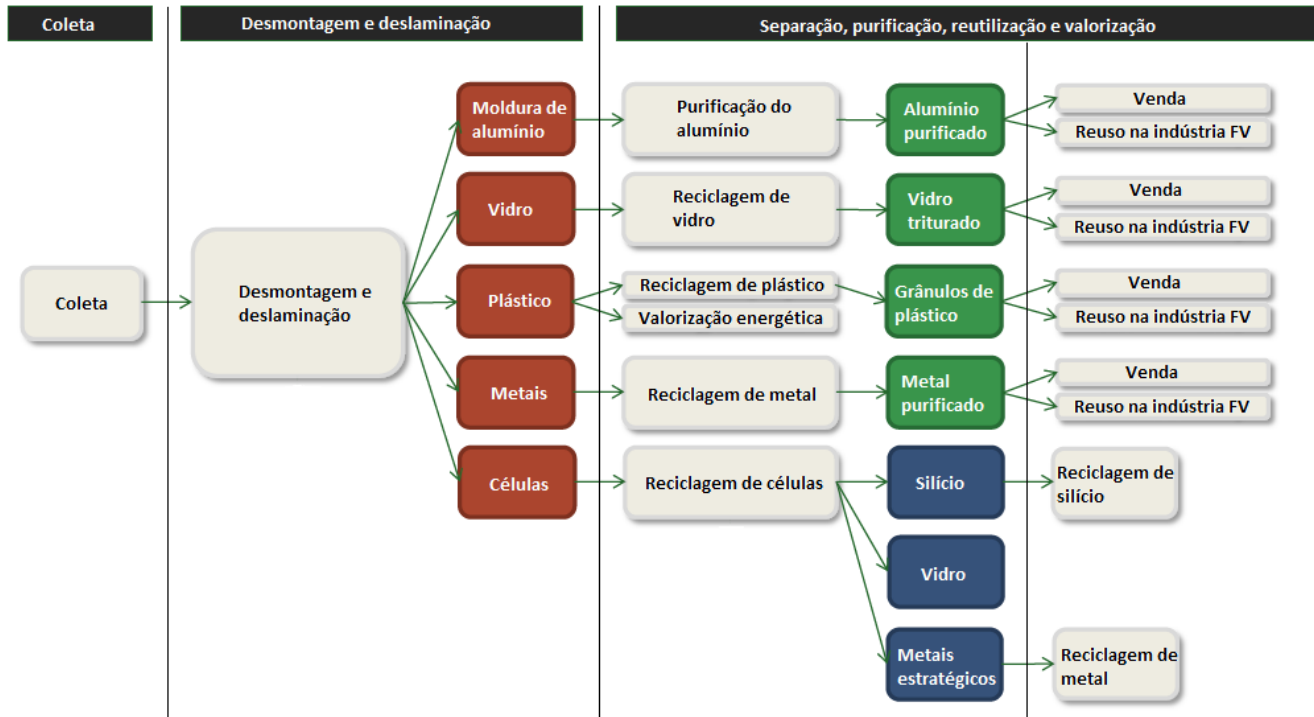 Coleta
Desmontagem e deslaminação
Separação, purificação, reutilização e valorização
Coleta
Desmontagem e
deslaminação
Moldura de
alumínio
Purificação do
alumínio
Alumínio
purificado
Venda
Reuso na indústria FV
Vidro
Reciclagem de
vidro
Vidro
triturado
Venda
Reuso na indústria FV
Plástico
Reciclagem de plástico
Valorização energética
Grânulos de
plástico
Venda
Reuso na indústria FV
Metais
Reciclagem de metal
Metal
purificado
Venda
Reuso na indústria FV
Células
Reciclagem de células
Silício
Reciclagem de
silício
Vidro
Metais
estratégicos
Reciclagem de
metal